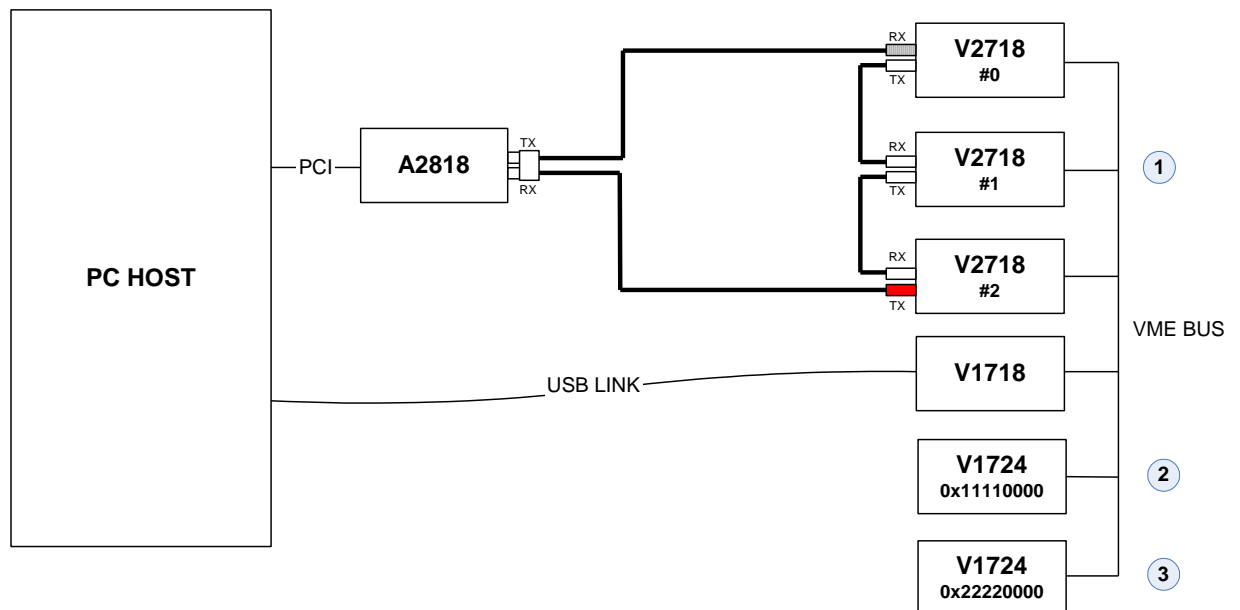 RX
V2718
#0
TX
TX
PCI
A2818
RX
RX
V2718
#1
TX
1
PC HOST
RX
V2718
#2
TX
VME BUS
USB LINK
V1718
V1724
0x11110000
2
V1724
0x22220000
3